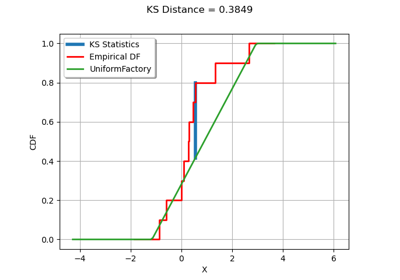 KS Distance = 0.3849
KS Statistics
Empirical DF
UniformFactory
CDF
1.0
0.8
0.6
0.4
0.2
0.0
−4 −2 0 2 4 6
X